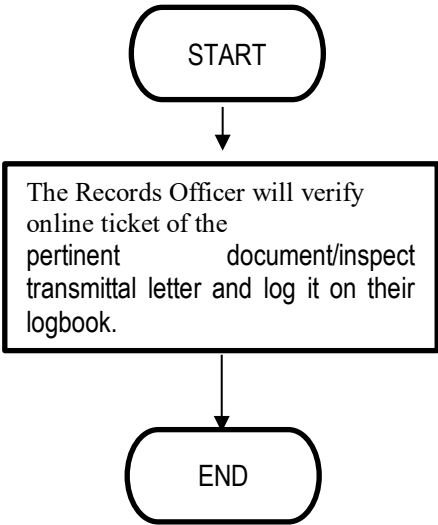 START
The Records Officer will verify
online ticket of the
pertinent document/inspect
transmittal letter and log it on their
logbook.
END